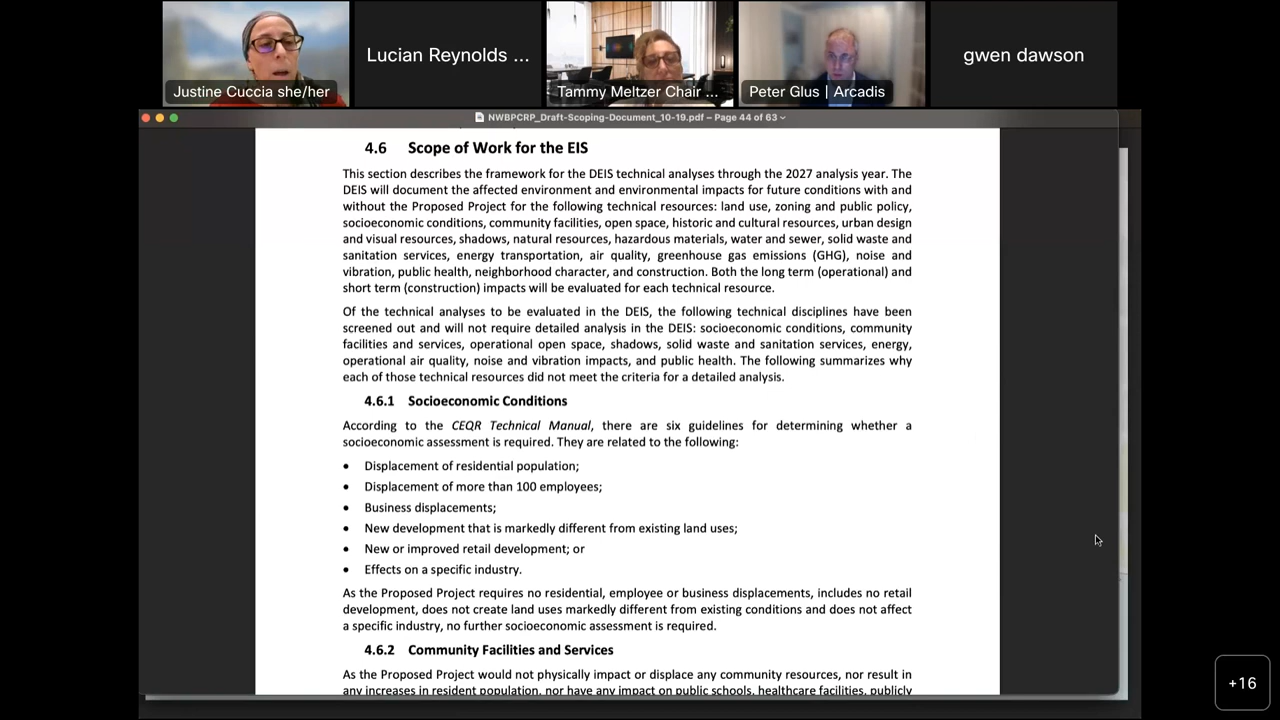 Justine Cuccia she/her
Lucian Reynolds ...
Tammy Meltzer Chair ...
Peter Glus | Arcadis
gwen dawson
NWBPCRP_Draft-Scoping-Document_10-19.pdf – Page 44 of 63
4.6 Scope of Work for the EIS
This section describes the framework for the DEIS technical analyses through the 2027 analysis year. The
DEIS will document the affected environment and environmental impacts for future conditions with and
without the Proposed Project for the following technical resources: land use, zoning and public policy,
socioeconomic conditions, community facilities, open space, historic and cultural resources, urban design
and visual resources, shadows, natural resources, hazardous materials, water and sewer, solid waste and
sanitation services, energy transportation, air quality, greenhouse gas emissions (GHG), noise and
vibration, public health, neighborhood character, and construction. Both the long term (operational) and
short term (construction) impacts will be evaluated for each technical resource.
Of the technical analyses to be evaluated in the DEIS, the following technical disciplines have been
screened out and will not require detailed analysis in the DEIS: socioeconomic conditions, community
facilities and services, operational open space, shadows, solid waste and sanitation services, energy,
operational air quality, noise and vibration impacts, and public health. The following summarizes why
each of those technical resources did not meet the criteria for a detailed analysis.
4.6.1 Socioeconomic Conditions
According to the CEQR Technical Manual, there are six guidelines for determining whether a
socioeconomic assessment is required. They are related to the following:
• Displacement of residential population;
• Displacement of more than 100 employees;
• Business displacements;
• New development that is markedly different from existing land uses;
• New or improved retail development; or
• Effects on a specific industry.
As the Proposed Project requires no residential, employee or business displacements, includes no retail
development, does not create land uses markedly different from existing conditions and does not affect
a specific industry, no further socioeconomic assessment is required.
4.6.2 Community Facilities and Services
As the Proposed Project would not physically impact or displace any community resources, nor result in
any increases in resident population, nor have any impact on public schools, healthcare facilities, publicly
+16